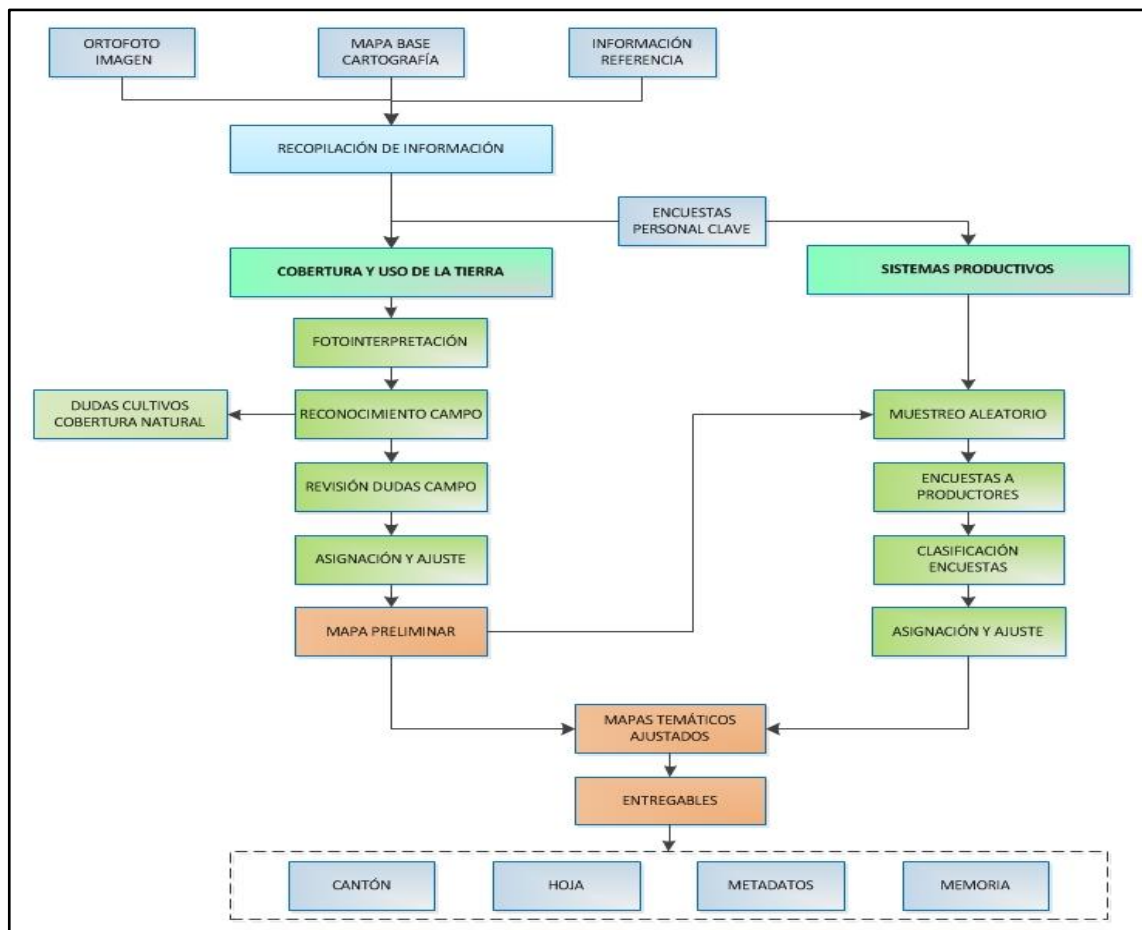 ORTOFOTO
IMAGEN
MAPA BASE
CARTOGRAFÍA
INFORMACIÓN
REFERENCIA
RECOPILACIÓN DE INFORMACIÓN
ENCUESTAS
PERSONAL CLAVE
COBERTURA Y USO DE LA TIERRA
SISTEMAS PRODUCTIVOS
FOTOINTERPRETACIÓN
DUDAS CULTIVOS
COBERTURA NATURAL
RECONOCIMIENTO CAMPO
MUESTREO ALEATORIO
REVISIÓN DUDAS CAMPO
ENCUESTAS A
PRODUCTORES
ASIGNACIÓN Y AJUSTE
CLASIFICACIÓN
ENCUESTAS
MAPA PRELIMINAR
ASIGNACIÓN Y AJUSTE
MAPAS TEMÁTICOS
AJUSTADOS
ENTREGABLES
CANTÓN
HOJA
METADATOS
MEMORIA